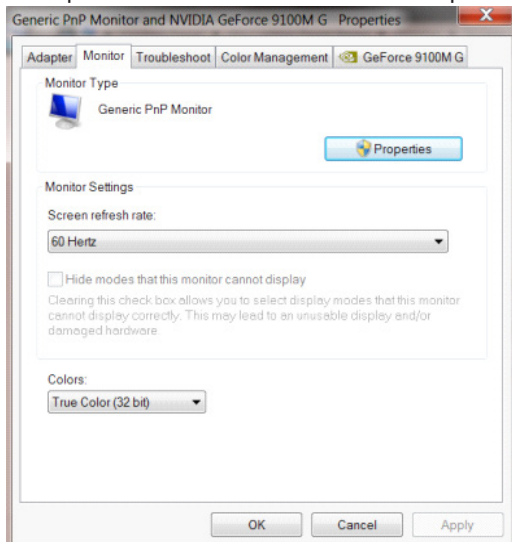 Generic PnP Monitor and NVIDIA GeForce 9100M G Properties
X
Adapter Monitor Troubleshoot Color Management GeForce 9100M G
Monitor Type
Generic PnP Monitor
Properties
Monitor Settings
Screen refresh rate:
60 Hertz
Hide modes that this monitor cannot display
Clearing this check box allows you to select display modes that this monitor
cannot display correctly. This may lead to an unusable display and/or
damaged hardware.
Colors:
True Color (32 bit)
OK Cancel Apply